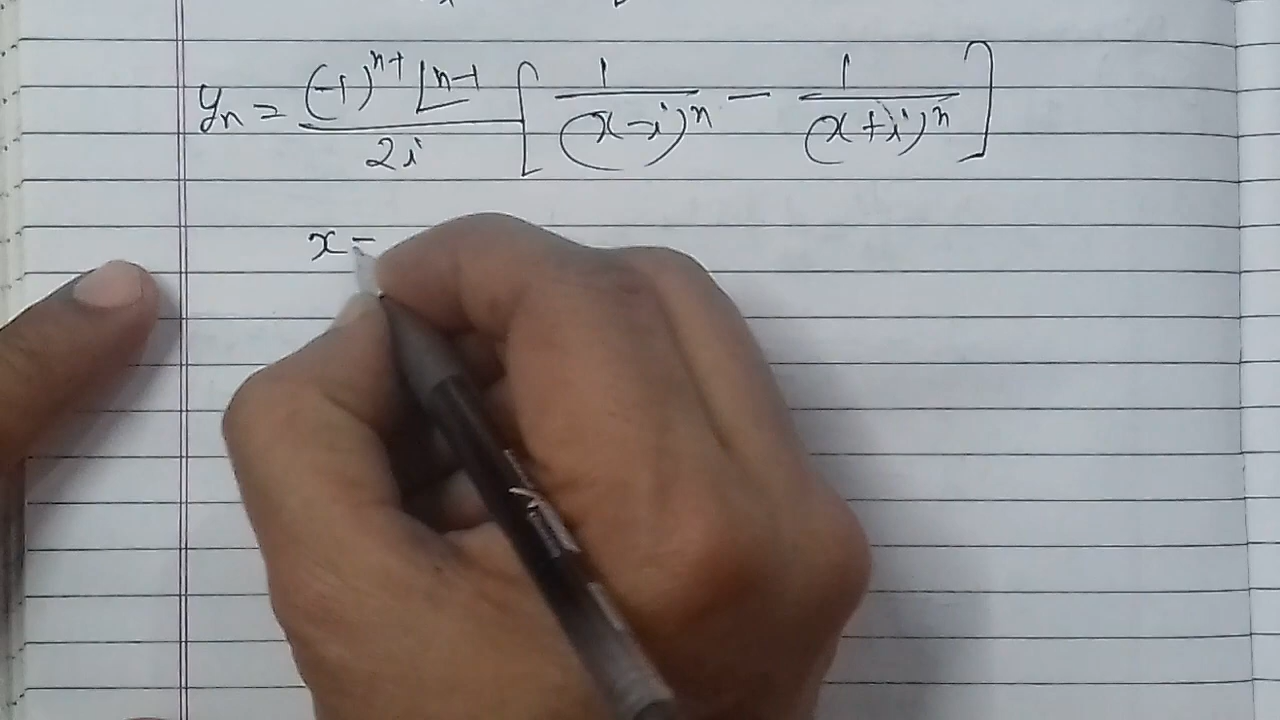 yₙ = (-1)ⁿ⁻¹ ⌊n-1 / 2i [ 1/(x-i)ⁿ - 1/(x+i)ⁿ ]
x =